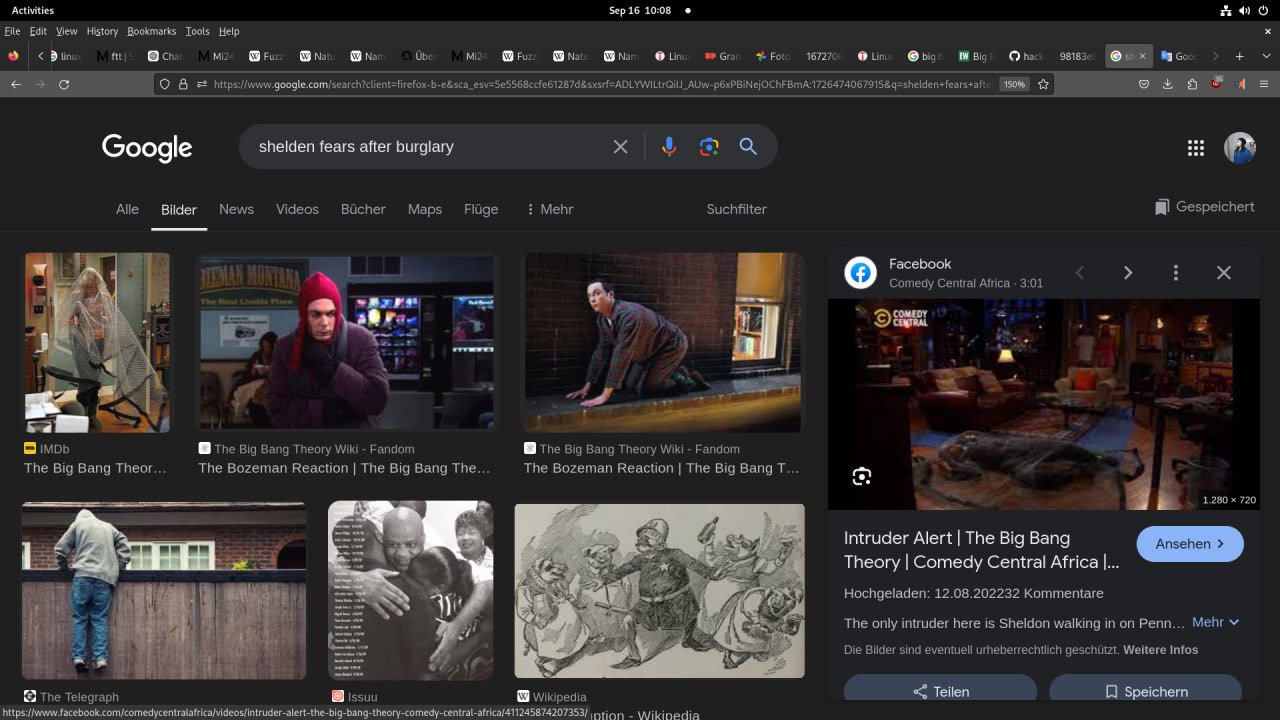 Activities
Sep 16 10:08
File Edit View History Bookmarks Tools Help
linux
ftt | S
Chat
Mi24
Fuzz
Natu
Nam
Über
Mi24
Fuzz
Natu
Nam
Linu
Gran
Foto
1672706
Linu
big b
Big B
hack
98183e
sh
Goo
https://www.google.com/search?client=firefox-b-e&sca_esv=5e5568ccfe61287d&sxsrf=ADLYWILtrQiIJ_AUw-p6xPBiNejOChFBmA:1726474067915&q=shelden+fears+afte
150%
Google
shelden fears after burglary
Alle Bilder News Videos Bücher Maps Flüge Mehr Suchfilter
Gespeichert
Facebook
Comedy Central Africa · 3:01
COMEDY
CENTRAL
BOZEMAN MONTANA
The Most Livable Place
IMDb
The Big Bang Theor…
The Big Bang Theory Wiki - Fandom
The Bozeman Reaction | The Big Bang The…
The Big Bang Theory Wiki - Fandom
The Bozeman Reaction | The Big Bang T…
1.280 × 720
Intruder Alert | The Big Bang
Theory | Comedy Central Africa |...
Ansehen
Hochgeladen: 12.08.202232 Kommentare
The only intruder here is Sheldon walking in on Penn… Mehr
Die Bilder sind eventuell urheberrechtlich geschützt. Weitere Infos
Teilen
Speichern
The Telegraph
Issuu
Wikipedia
https://www.facebook.com/comedycentralafrica/videos/intruder-alert-the-big-bang-theory-comedy-central-africa/411245874207353/
ption - Wikipedia